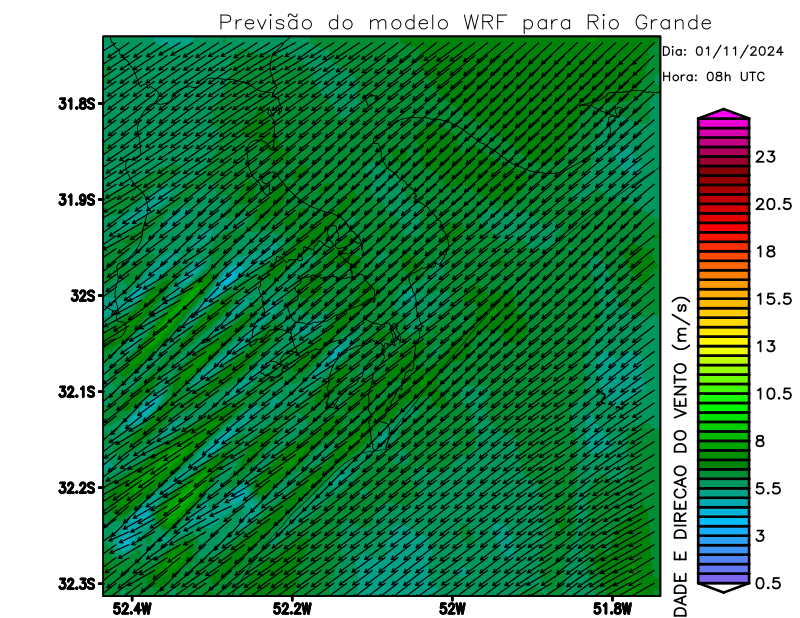 Previsão do modelo WRF para Rio Grande
Dia: 01/11/2024
Hora: 08h UTC
31.8S
31.9S
32S
32.1S
32.2S
32.3S
52.4W
52.2W
52W
51.8W
23
20.5
18
15.5
13
10.5
8
5.5
3
0.5
DADE E DIRECAO DO VENTO (m/s)